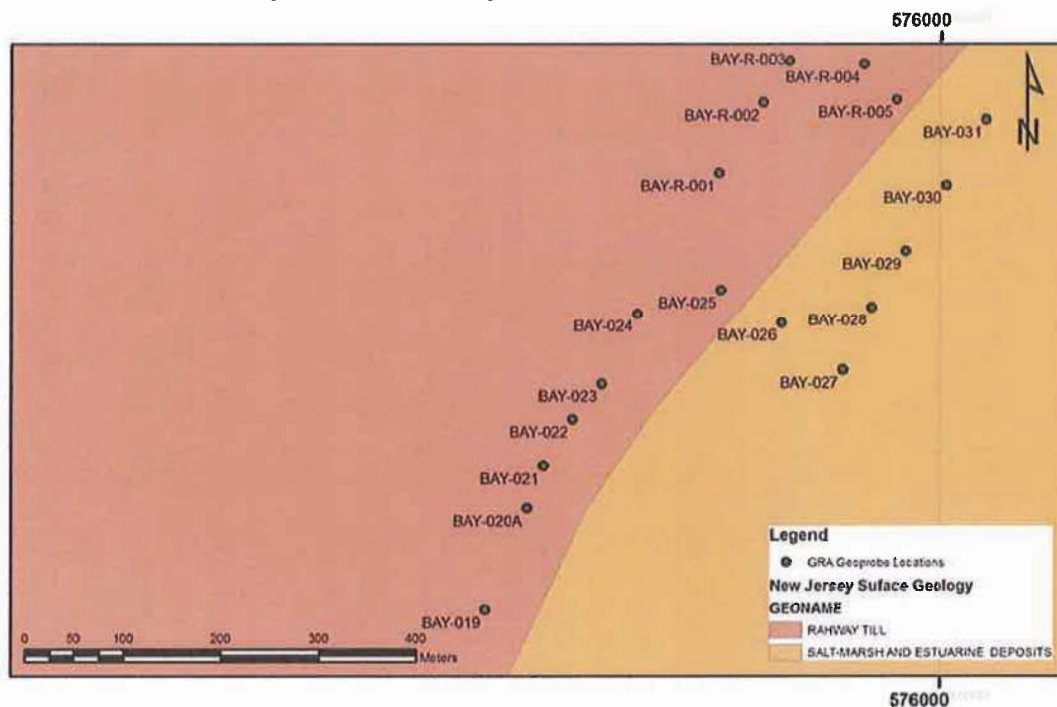 576000
BAY-R-003
BAY-R-004
BAY-R-002
BAY-R-005
BAY-031
N
BAY-R-001
BAY-030
BAY-029
BAY-025
BAY-024
BAY-028
BAY-026
BAY-027
BAY-023
BAY-022
BAY-021
BAY-020A
BAY-019
0 50 100 200 300 400
Meters
Legend
GRA Geoprobe Locations
New Jersey Suface Geology
GEONAME
RAHWAY TILL
SALT-MARSH AND ESTUARINE DEPOSITS
576000